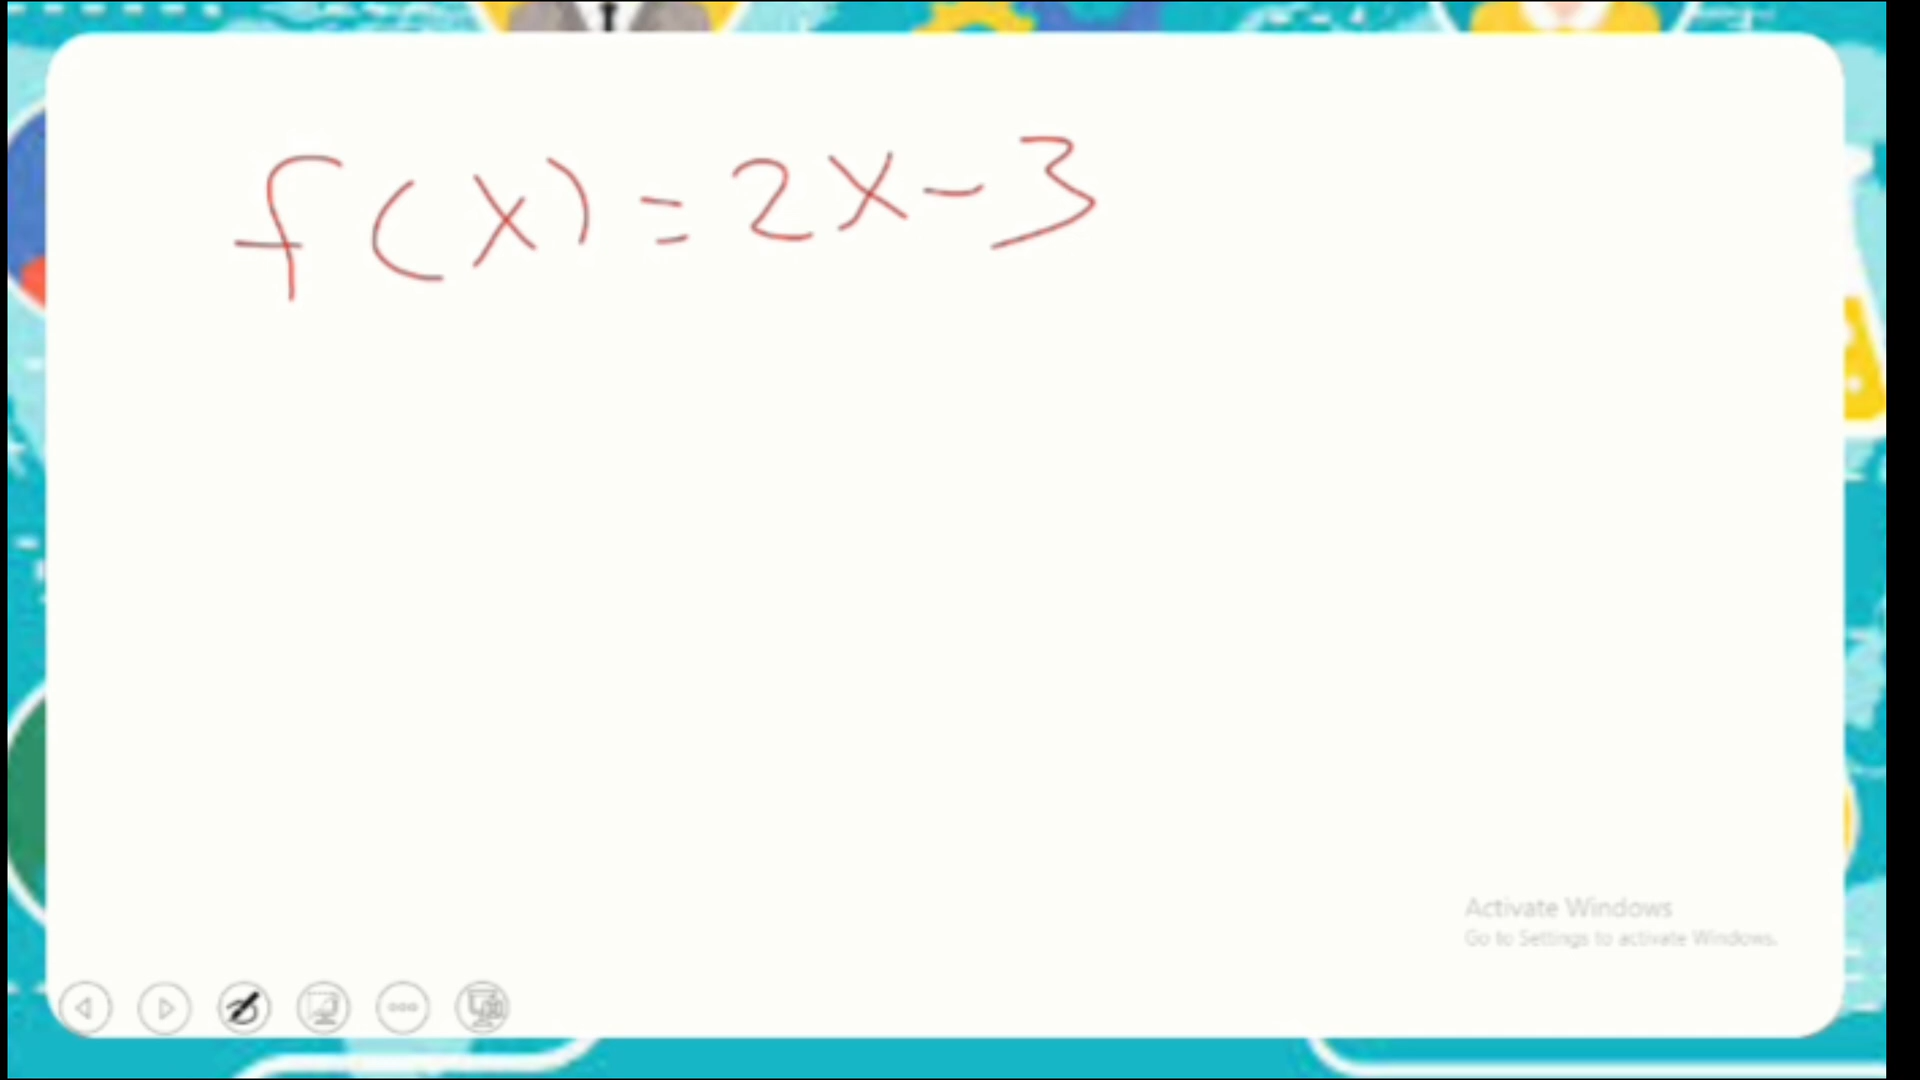 f(x) = 2x - 3
Activate Windows
Go to Settings to activate Windows.